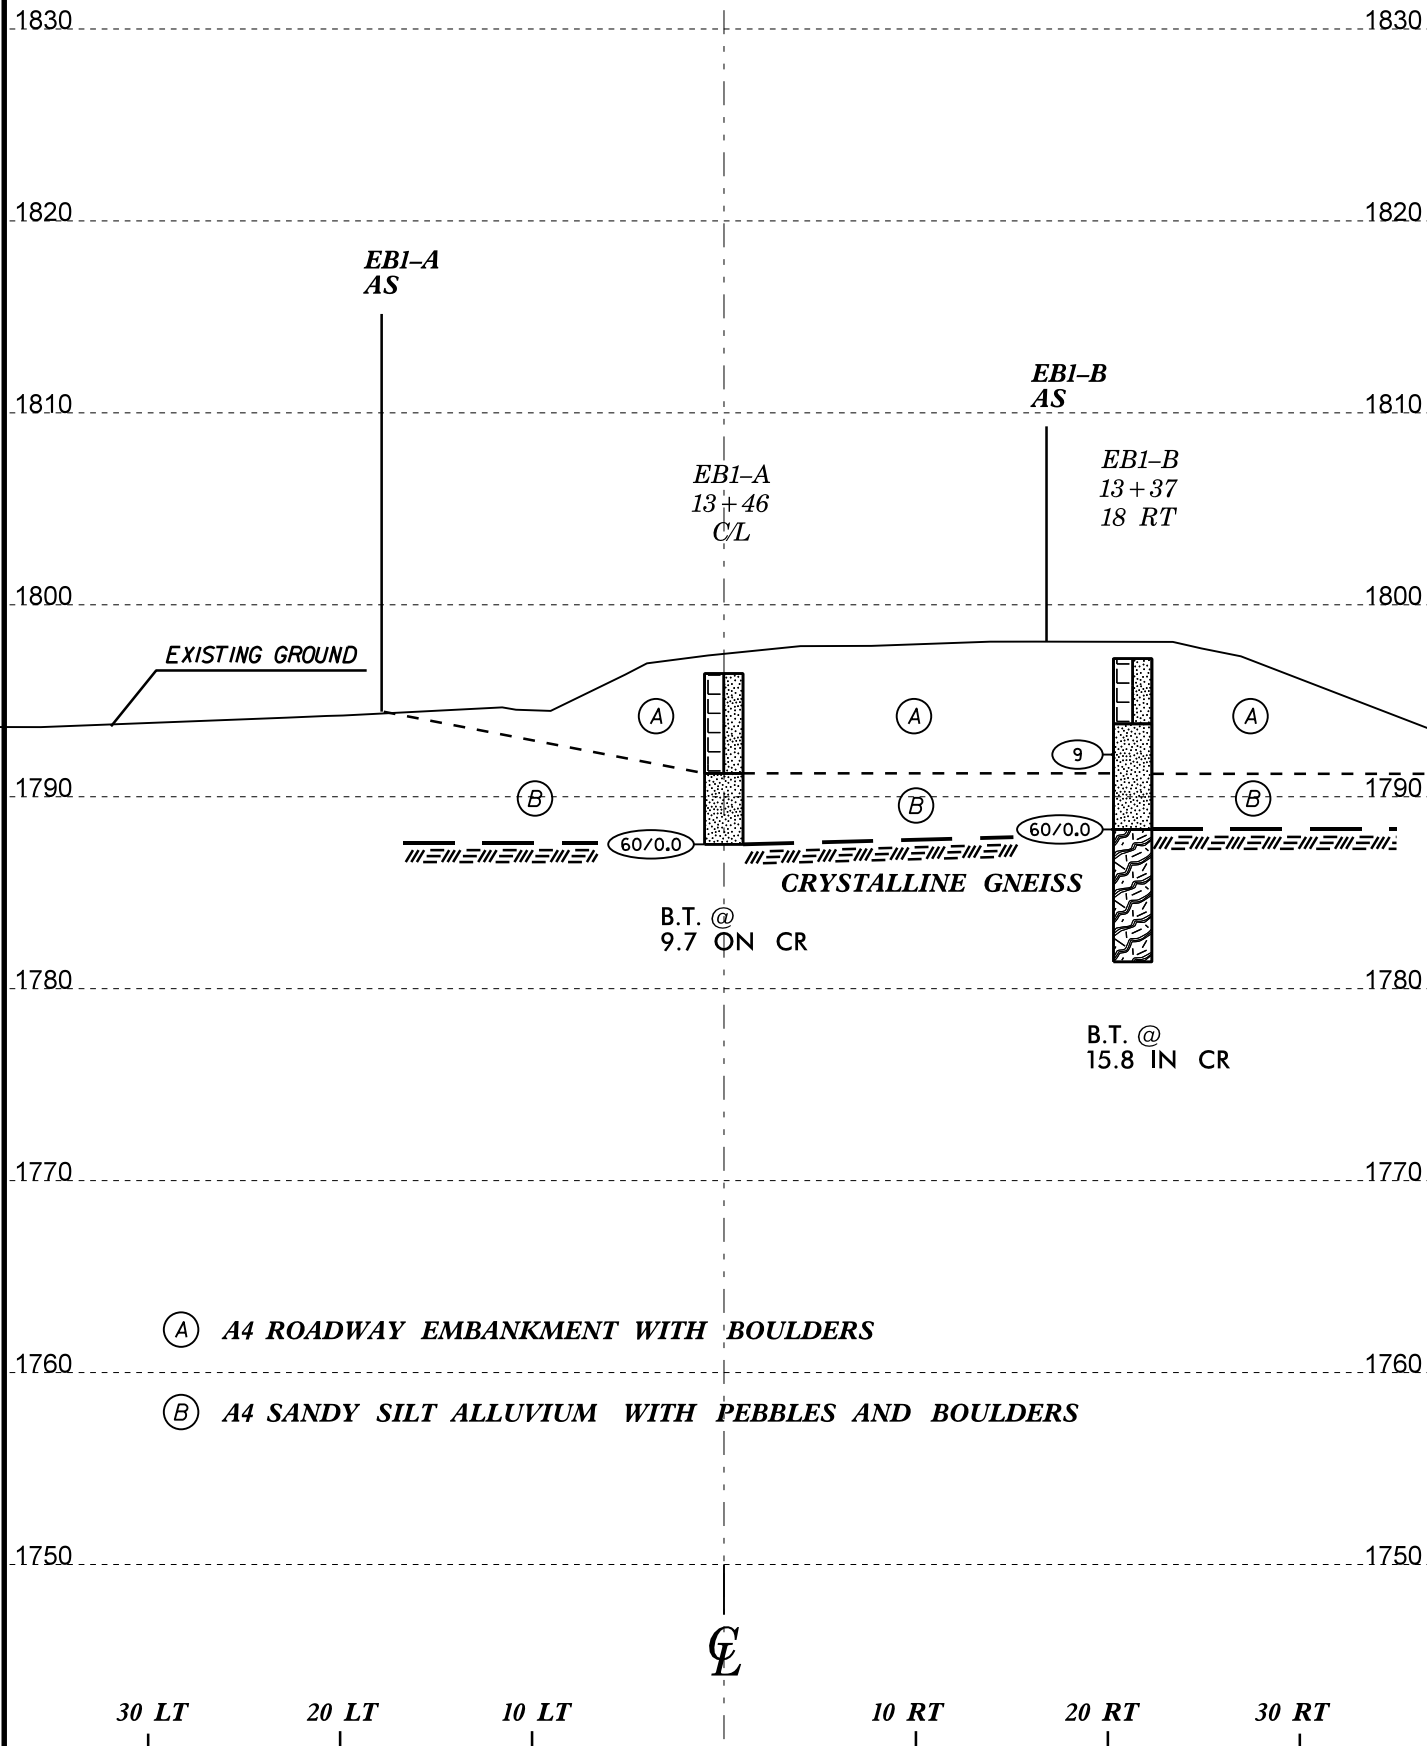 1830 1830
1820 1820
EB1–A
AS
1810 1810
EB1–B
AS
EB1–A
13+46
C/L
EB1–B
13+37
18 RT
1800 1800
EXISTING GROUND
A A A
9
1790 1790
B B B
60/0.0 60/0.0
CRYSTALLINE GNEISS
B.T. @
9.7 ON CR
1780 1780
B.T. @
15.8 IN CR
1770 1770
A A4 ROADWAY EMBANKMENT WITH BOULDERS
1760 1760
B A4 SANDY SILT ALLUVIUM WITH PEBBLES AND BOULDERS
1750 1750
CL
30 LT 20 LT 10 LT 10 RT 20 RT 30 RT